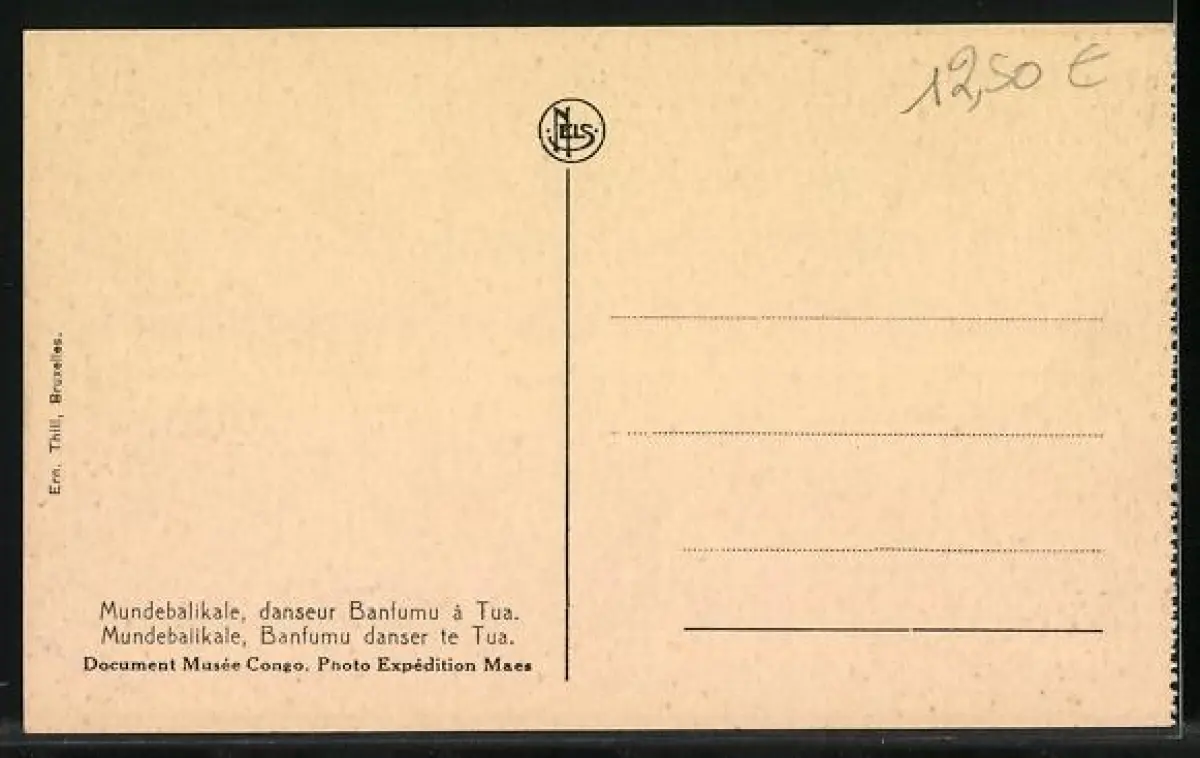 12,50 €
NELS
Ern. Thill, Bruxelles.
Mundebalikale, danseur Banfumu à Tua.
Mundebalikale, Banfumu danser te Tua.
Document Musée Congo. Photo Expédition Maes